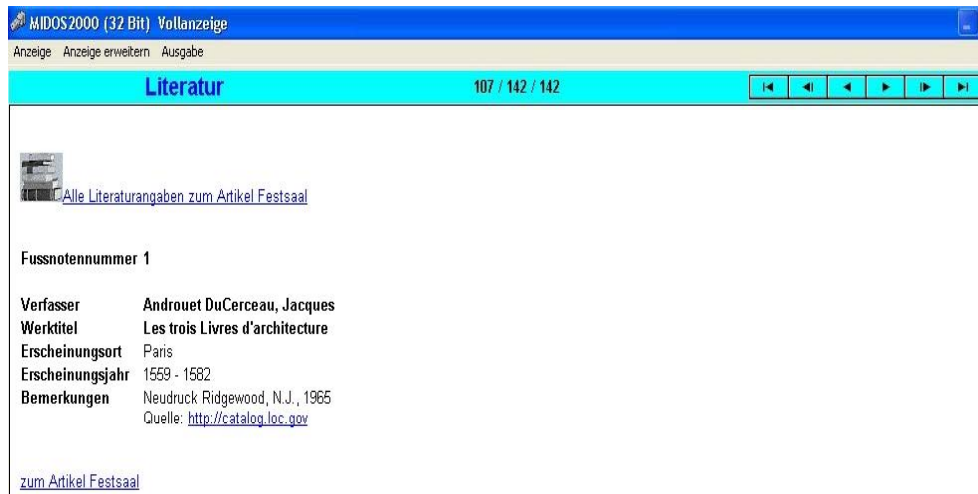 MIDOS2000 (32 Bit) Vollanzeige
Anzeige Anzeige erweitern Ausgabe
Literatur 107 / 142 / 142
Alle Literaturangaben zum Artikel Festsaal
Fussnotennummer 1
Verfasser Androuet DuCerceau, Jacques
Werktitel Les trois Livres d'architecture
Erscheinungsort Paris
Erscheinungsjahr 1559 - 1582
Bemerkungen Neudruck Ridgewood, N.J., 1965
Quelle: http://catalog.loc.gov
zum Artikel Festsaal